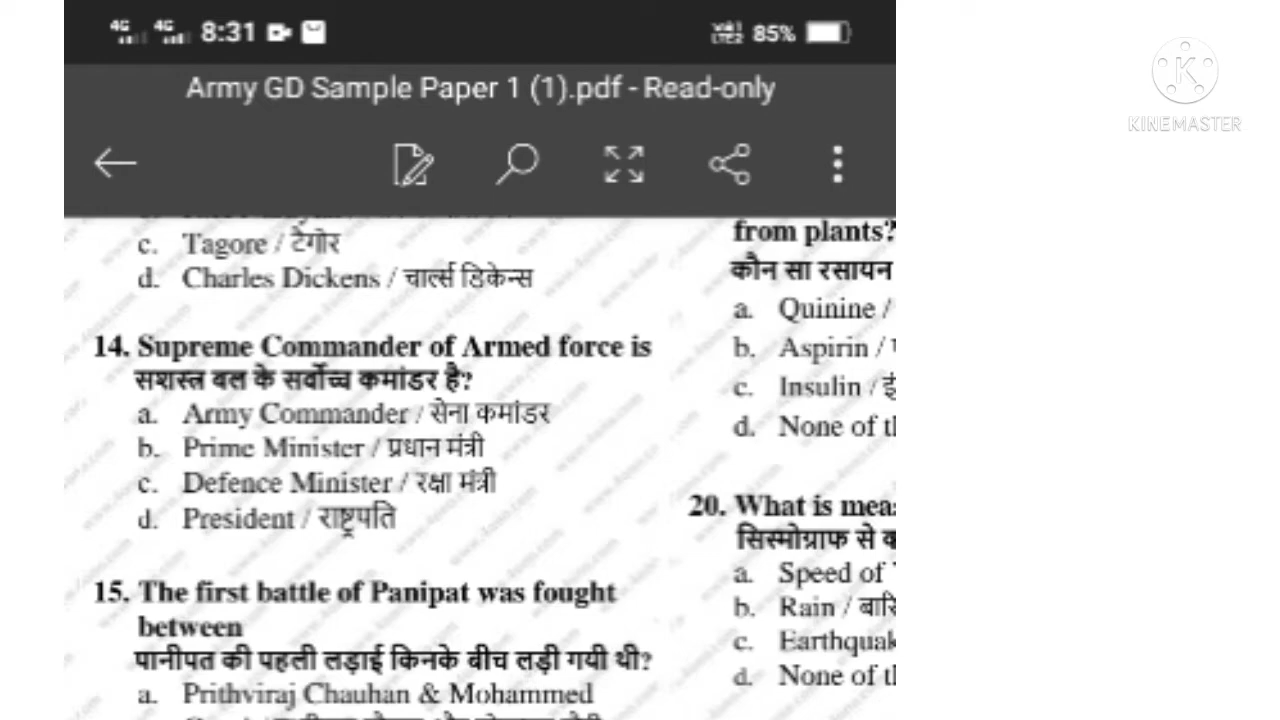 4G 4G 8:31 85%
Army GD Sample Paper 1 (1).pdf - Read-only
KINEMASTER
c. Tagore / टैगोर
d. Charles Dickens / चार्ल्स डिकेन्स
14. Supreme Commander of Armed force is
सशस्त्र बल के सर्वोच्च कमांडर है?
a. Army Commander / सेना कमांडर
b. Prime Minister / प्रधान मंत्री
c. Defence Minister / रक्षा मंत्री
d. President / राष्ट्रपति
15. The first battle of Panipat was fought
between
पानीपत की पहली लड़ाई किनके बीच लड़ी गयी थी?
a. Prithviraj Chauhan & Mohammed
from plants?
कौन सा रसायन
a. Quinine /
b. Aspirin /
c. Insulin /
d. None of
20. What is
सिस्मोग्राफ से
a. Speed of
b. Rain /
c.
d. None of